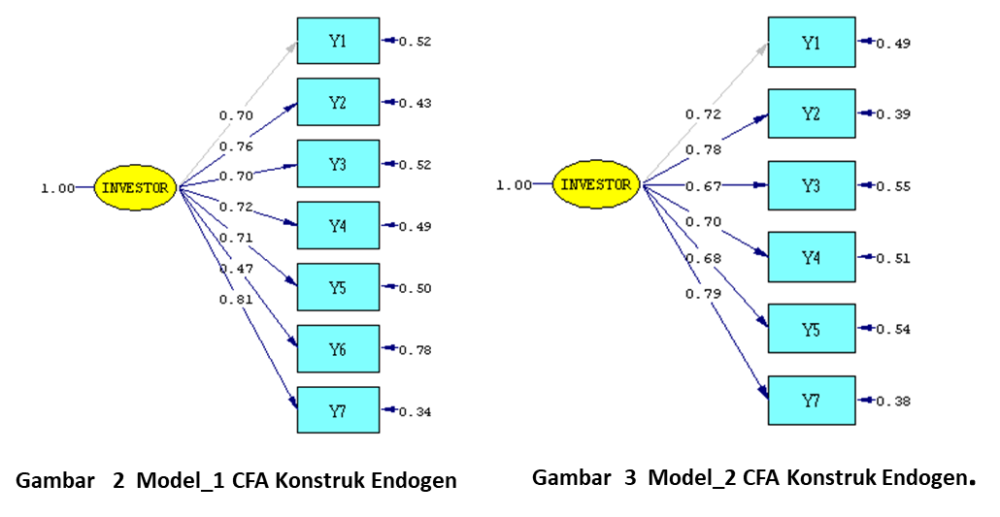 Y1
0.52
0.70
Y2
0.43
0.76
Y3
0.52
0.70
1.00
INVESTOR
0.72
Y4
0.49
0.71
Y5
0.50
0.47
0.81
Y6
0.78
Y7
0.34
Gambar 2 Model_1 CFA Konstruk Endogen
Y1
0.49
0.72
Y2
0.39
0.78
1.00
INVESTOR
0.67
Y3
0.55
0.70
Y4
0.51
0.68
0.79
Y5
0.54
Y7
0.38
Gambar 3 Model_2 CFA Konstruk Endogen.